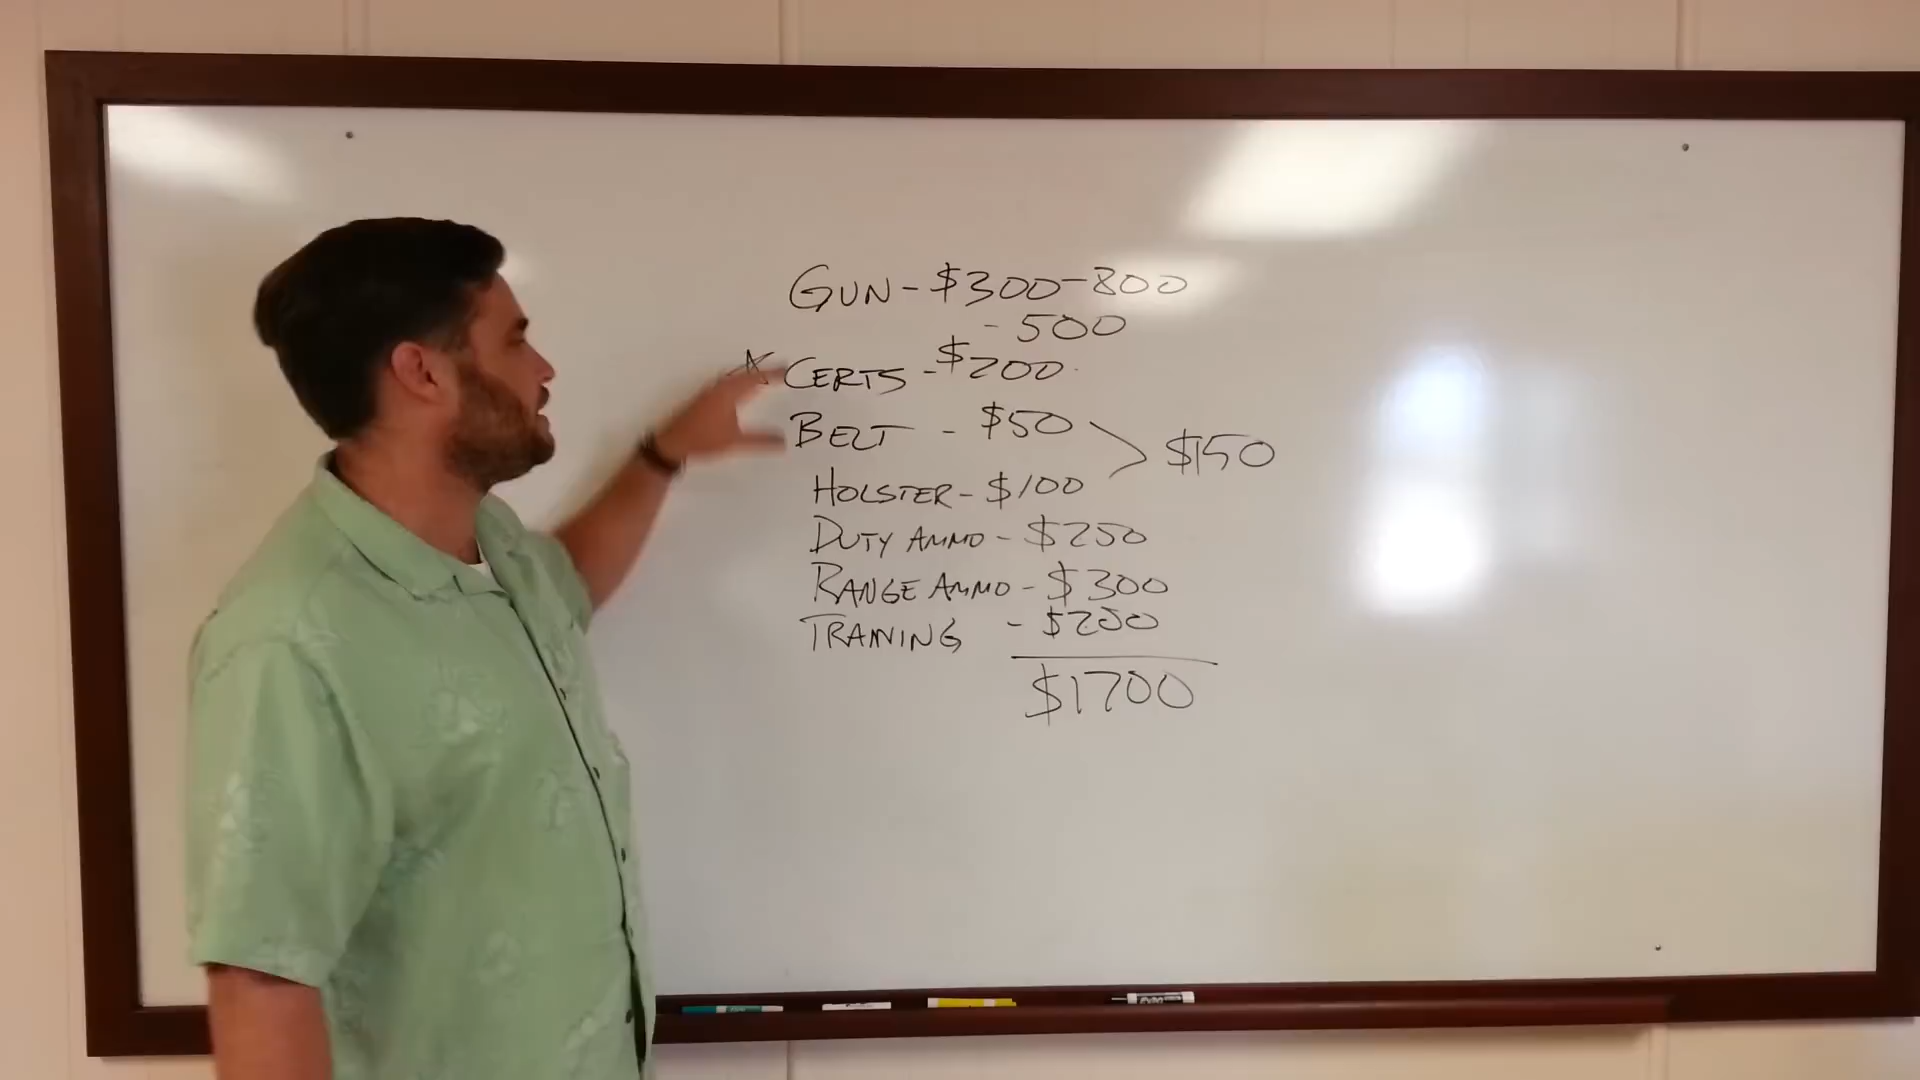 GUN - $300-800
- 500
CERTS - $200
BELT - $50
$150
HOLSTER - $100
DUTY AMMO - $250
RANGE AMMO - $300
TRAINING - $250
$1700